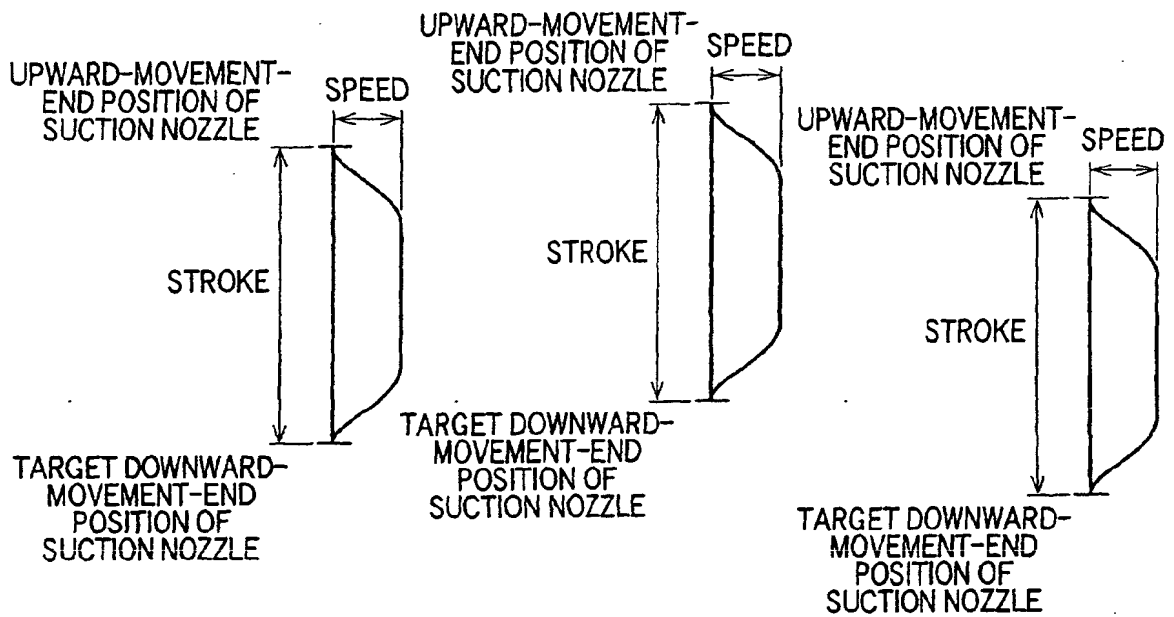 UPWARD-MOVEMENT-
END POSITION OF
SUCTION NOZZLE
SPEED
STROKE
TARGET DOWNWARD-
MOVEMENT-END
POSITION OF
SUCTION NOZZLE
UPWARD-MOVEMENT-
END POSITION OF
SUCTION NOZZLE
SPEED
STROKE
TARGET DOWNWARD-
MOVEMENT-END
POSITION OF
SUCTION NOZZLE
UPWARD-MOVEMENT-
END POSITION OF
SUCTION NOZZLE
SPEED
STROKE
TARGET DOWNWARD-
MOVEMENT-END
POSITION OF
SUCTION NOZZLE